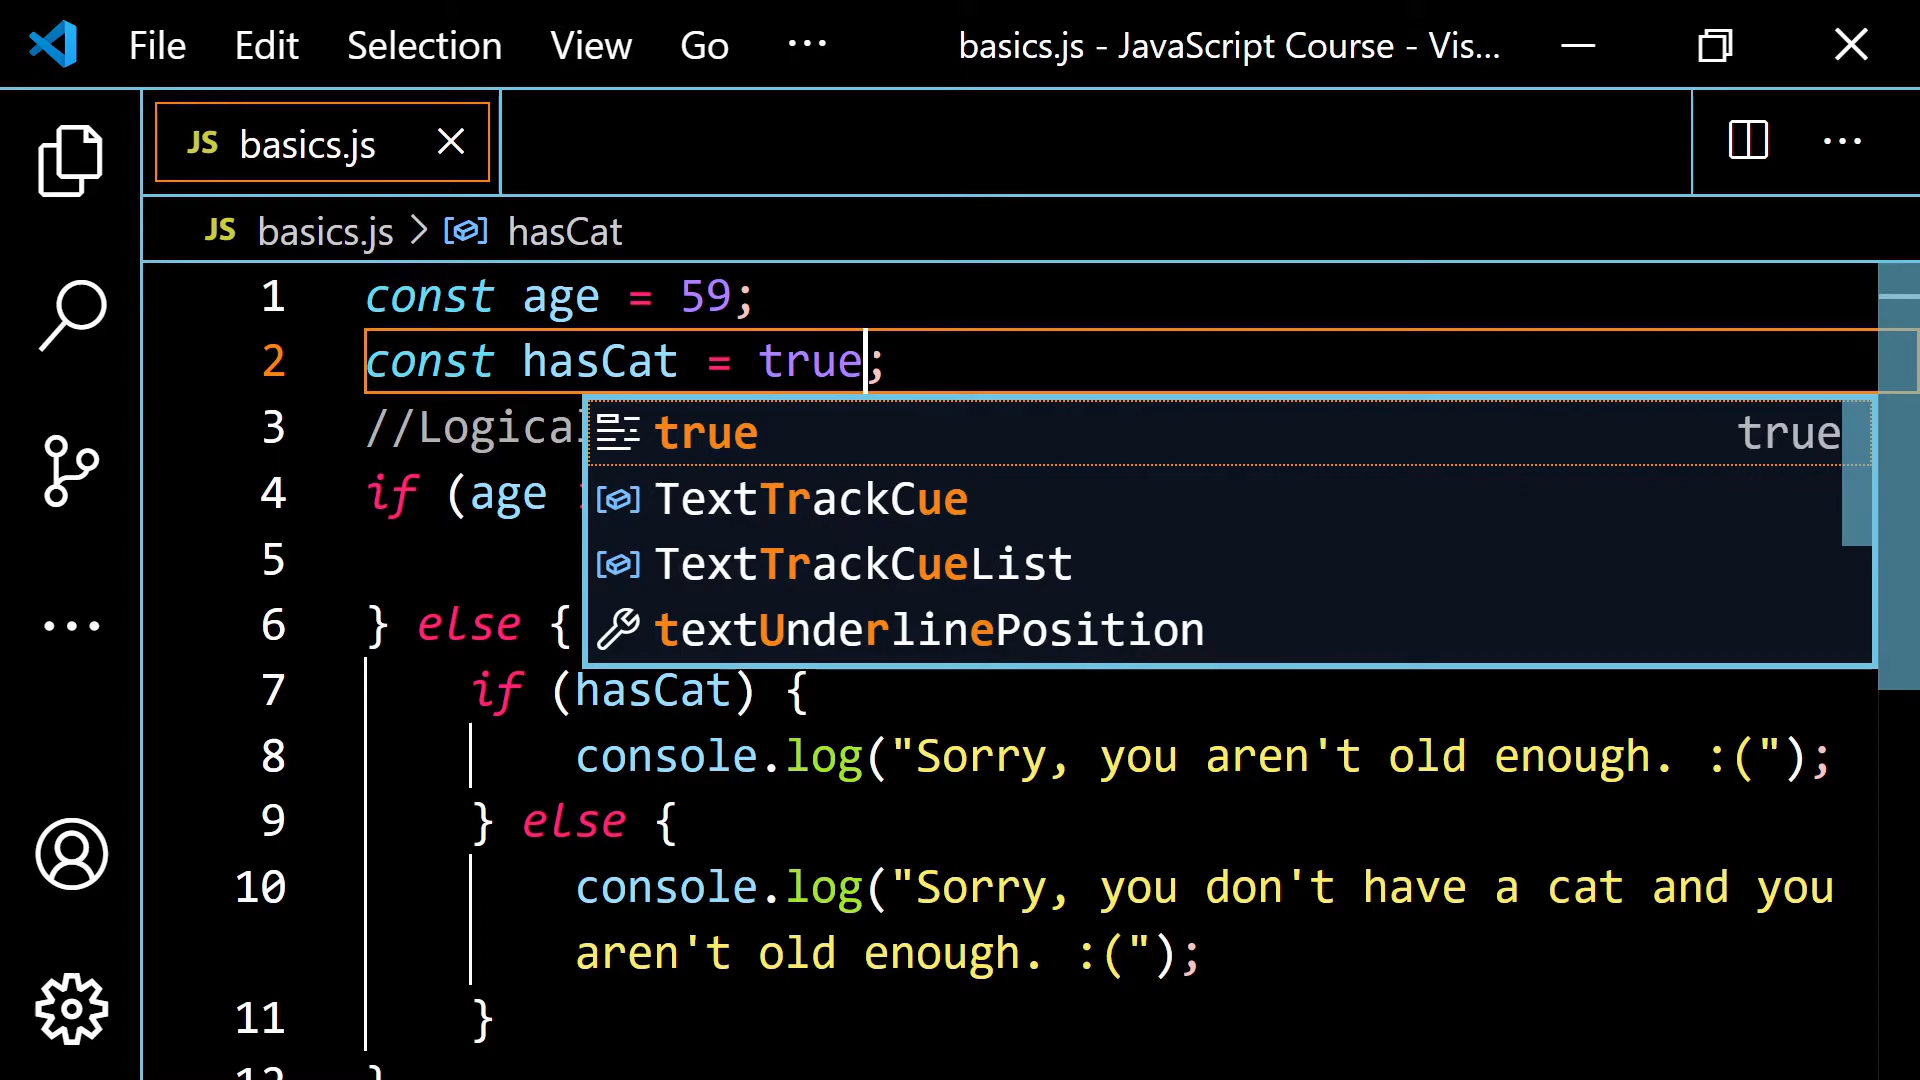 File Edit Selection View Go ··· basics.js - JavaScript Course - Vis...
JS basics.js
JS basics.js > hasCat
1 const age = 59;
2 const hasCat = true;
3 //Logica
true true
4 if (age
TextTrackCue
5
TextTrackCueList
6 } else {
textUnderlinePosition
7 if (hasCat) {
8 console.log("Sorry, you aren't old enough. :(");
9 } else {
10 console.log("Sorry, you don't have a cat and you
aren't old enough. :(");
11 }
12 }